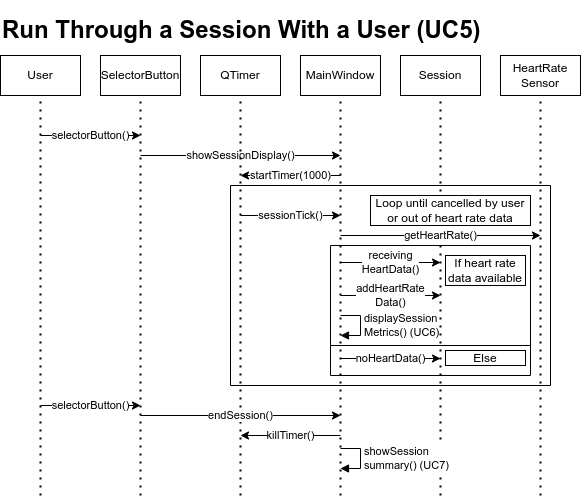 Run Through a Session With a User (UC5)
User
SelectorButton
QTimer
MainWindow
Session
HeartRate
Sensor
selectorButton()
showSessionDisplay()
startTimer(1000)
sessionTick()
Loop until cancelled by user
or out of heart rate data
getHeartRate()
receiving
HeartData()
If heart rate
data available
addHeartRate
Data()
displaySession
Metrics() (UC6)
noHeartData()
Else
selectorButton()
endSession()
killTimer()
showSession
summary() (UC7)